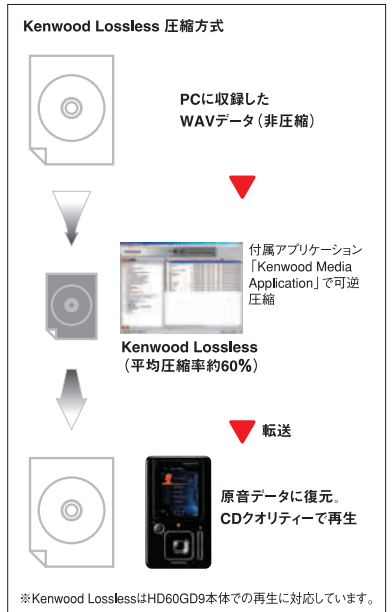 Kenwood Lossless 圧縮方式
PCに収録した
WAVデータ（非圧縮）
付属アプリケーション
「Kenwood Media
Application」で可逆
圧縮
Kenwood Lossless
（平均圧縮率約60%）
転送
原音データに復元。
CDクオリティーで再生
※Kenwood LosslessはHD60GD9本体での再生に対応しています。